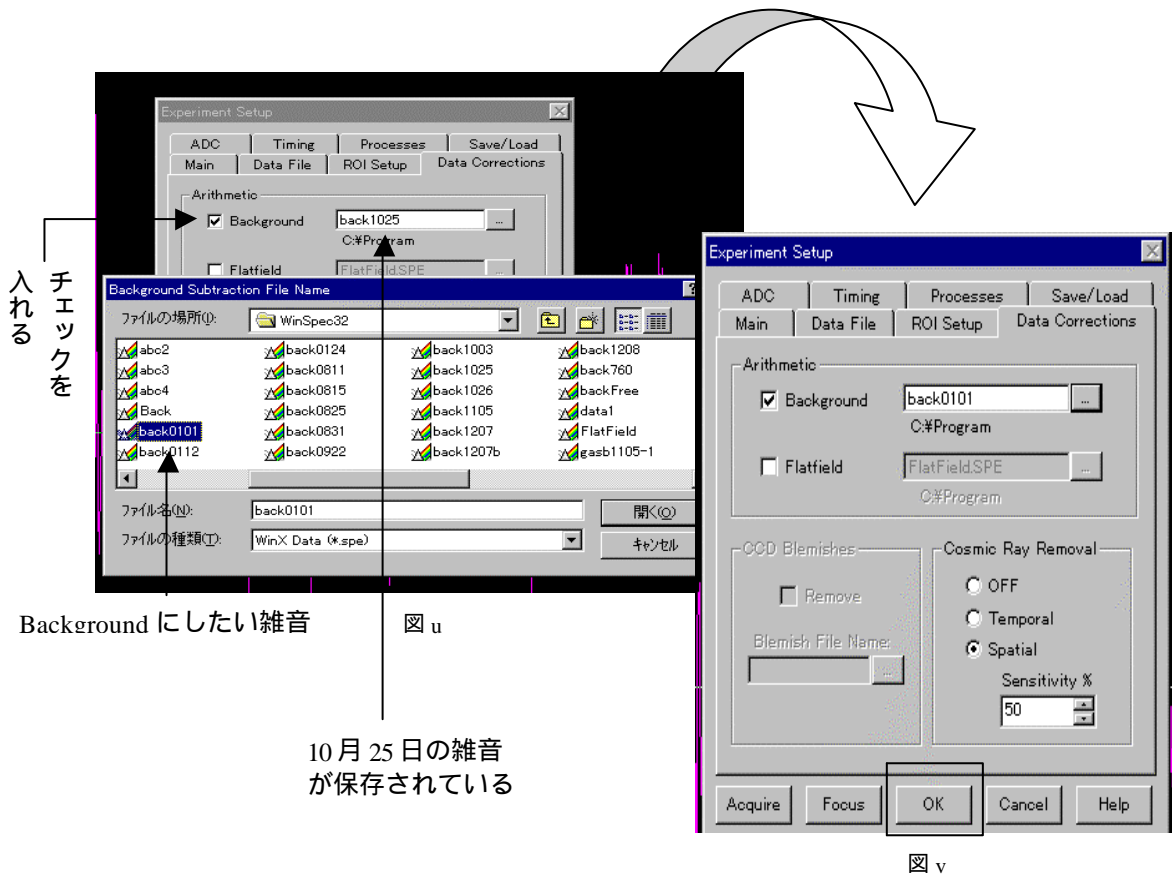 Experiment Setup
ADC Timing Processes Save/Load
Main Data File ROI Setup Data Corrections
Arithmetic
Background back1025 ...
C:¥Program
Flatfield FlatField.SPE ...
チェックを
入れる
Background Subtraction File Name ?
ファイルの場所(I): WinSpec32
abc2 back0124 back1003 back1208
abc3 back0811 back1025 back760
abc4 back0815 back1026 backFree
Back back0825 back1105 data1
back0101 back0831 back1207 FlatField
back0112 back0922 back1207b gasb1105-1
ファイル名(N): back0101 開く(O)
ファイルの種類(T): WinX Data (*.spe) キャンセル
Background にしたい雑音
図 u
10 月 25 日の雑音
が保存されている
Experiment Setup
ADC Timing Processes Save/Load
Main Data File ROI Setup Data Corrections
Arithmetic
Background back0101 ...
C:¥Program
Flatfield FlatField.SPE ...
C:¥Program
CCD Blemishes
Remove
Blemish File Name:
...
Cosmic Ray Removal
OFF
Temporal
Spatial
Sensitivity %
50
Acquire Focus OK Cancel Help
図 v